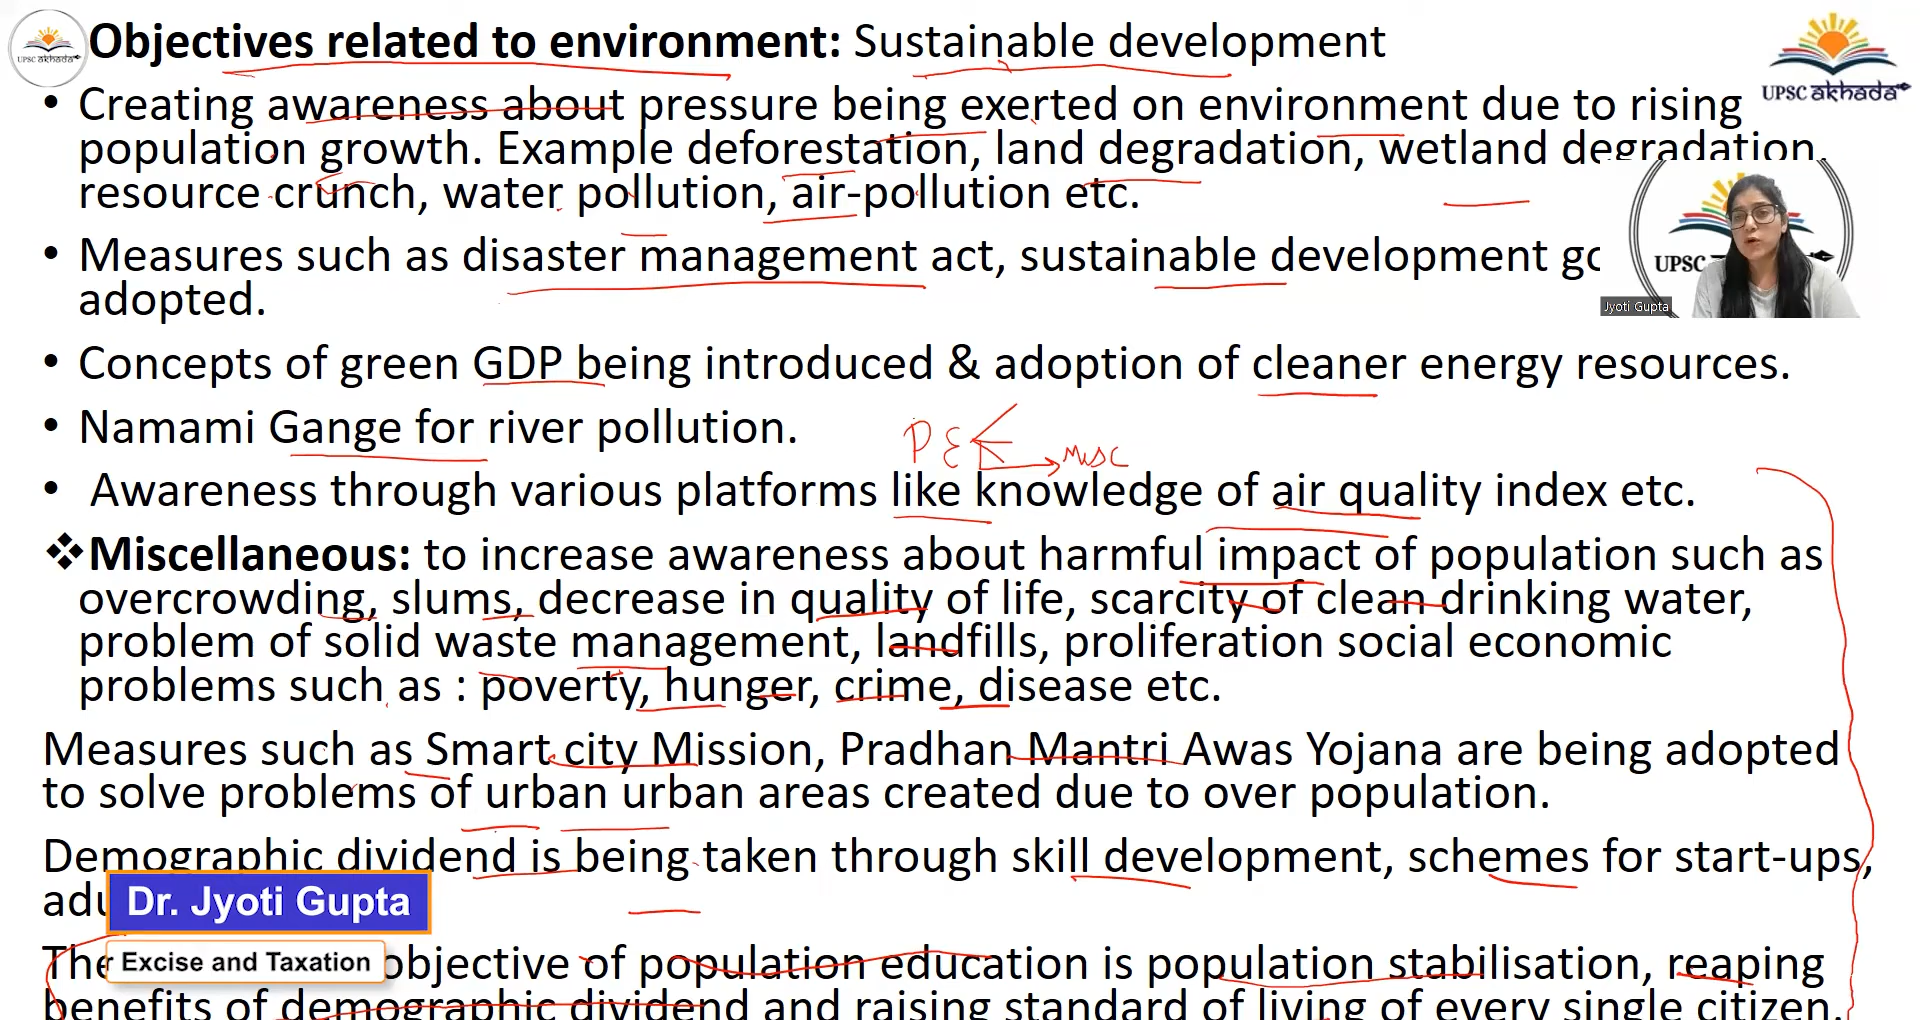 UPSC akhada
Objectives related to environment: Sustainable development
UPSC akhada
• Creating awareness about pressure being exerted on environment due to rising
population growth. Example deforestation, land degradation, wetland degradation,
resource crunch, water pollution, air-pollution etc.
• Measures such as disaster management act, sustainable development
adopted.
UPSC
Jyoti Gupta
• Concepts of green GDP being introduced & adoption of cleaner energy resources.
• Namami Gange for river pollution.
PE
Misc
• Awareness through various platforms like knowledge of air quality index etc.
❖Miscellaneous: to increase awareness about harmful impact of population such as
overcrowding, slums, decrease in quality of life, scarcity of clean drinking water,
problem of solid waste management, landfills, proliferation social economic
problems such as : poverty, hunger, crime, disease etc.
Measures such as Smart city Mission, Pradhan Mantri Awas Yojana are being adopted
to solve problems of urban urban areas created due to over population.
Demographic dividend is being taken through skill development, schemes for start-ups,
Dr. Jyoti Gupta
The objective of population education is population stabilisation, reaping
Excise and Taxation
benefits of demographic dividend and raising standard of living of every single citizen.